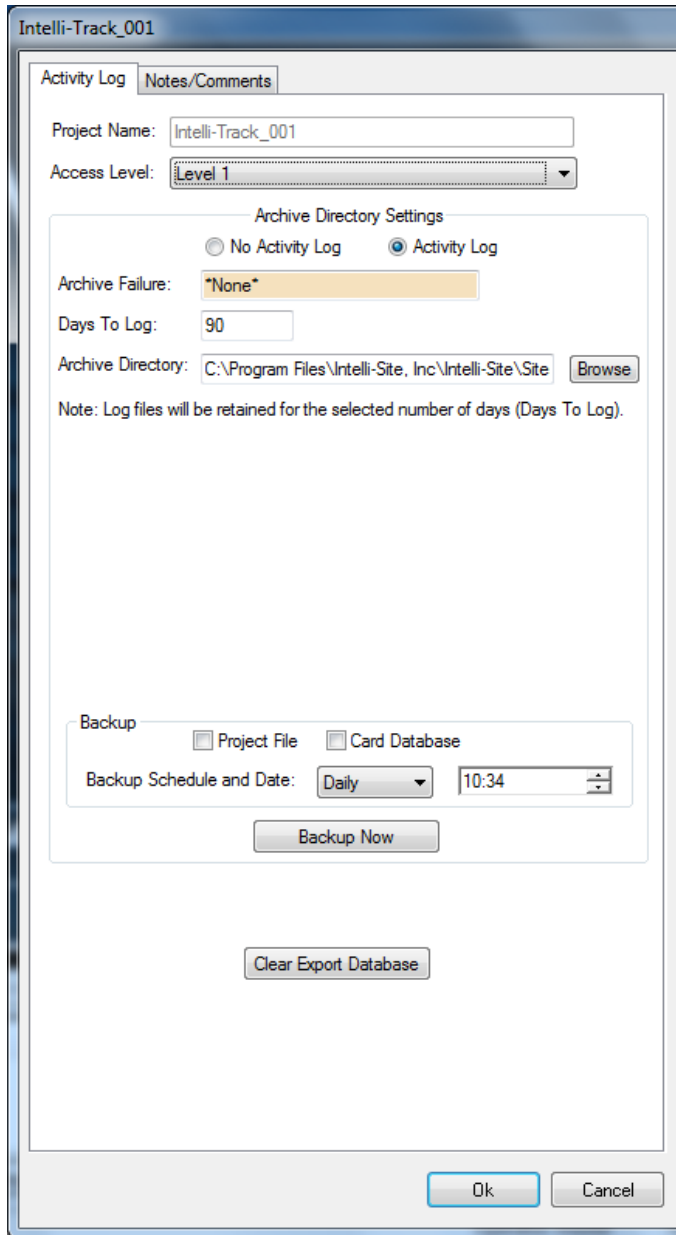 Intelli-Track_001
Activity Log Notes/Comments
Project Name: Intelli-Track_001
Access Level: Level 1
Archive Directory Settings
No Activity Log Activity Log
Archive Failure: *None*
Days To Log: 90
Archive Directory: C:\Program Files\Intelli-Site, Inc\Intelli-Site\Site Browse
Note: Log files will be retained for the selected number of days (Days To Log).
Backup
Project File Card Database
Backup Schedule and Date: Daily 10:34
Backup Now
Clear Export Database
Ok Cancel